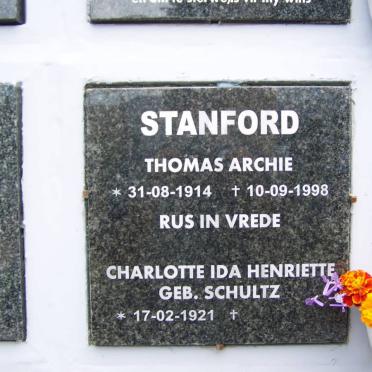 STANFORD
THOMAS ARCHIE
* 31-08-1914 † 10-09-1998
RUS IN VREDE
CHARLOTTE IDA HENRIETTE
GEB. SCHULTZ
* 17-02-1921 †